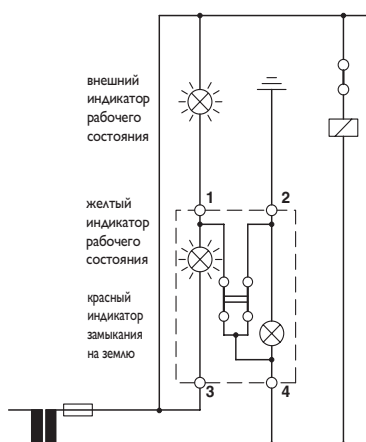 внешний
индикатор
рабочего
состояния
1
2
желтый
индикатор
рабочего
состояния
красный
индикатор
замыкания
на землю
3
4